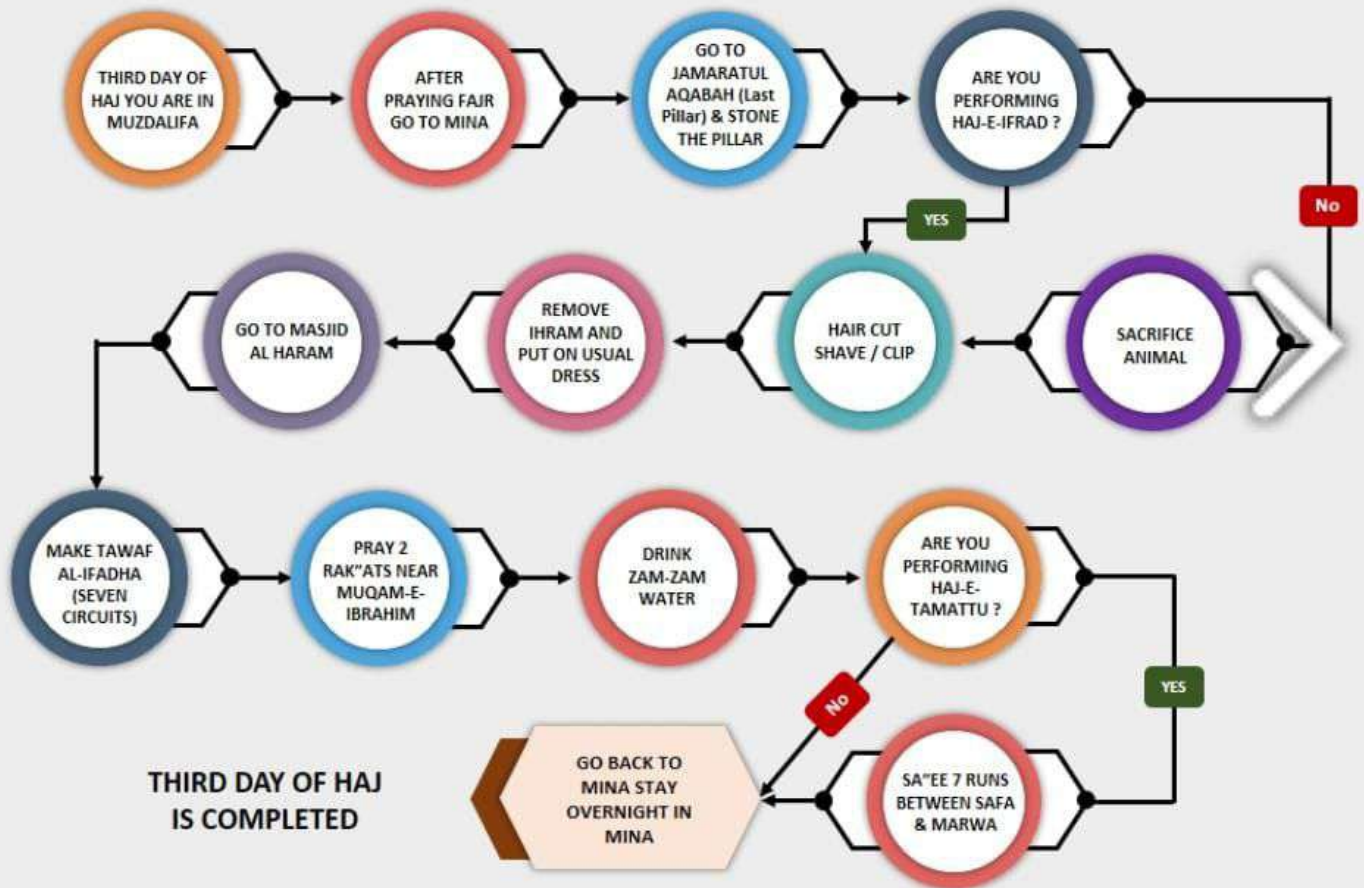 THIRD DAY OF
HAJ YOU ARE IN
MUZDALIFA
AFTER
PRAYING FAJR
GO TO MINA
GO TO
JAMARATUL
AQABAH (Last
Pillar) & STONE
THE PILLAR
ARE YOU
PERFORMING
HAJ-E-IFRAD ?
No
YES
SACRIFICE
ANIMAL
HAIR CUT
SHAVE / CLIP
REMOVE
IHRAM AND
PUT ON USUAL
DRESS
GO TO MASJID
AL HARAM
MAKE TAWAF
AL-IFADHA
(SEVEN
CIRCUITS)
PRAY 2
RAK"ATS NEAR
MUQAM-E-
IBRAHIM
DRINK
ZAM-ZAM
WATER
ARE YOU
PERFORMING
HAJ-E-
TAMATTU ?
YES
No
SA"EE 7 RUNS
BETWEEN SAFA
& MARWA
GO BACK TO
MINA STAY
OVERNIGHT IN
MINA
THIRD DAY OF HAJ
IS COMPLETED